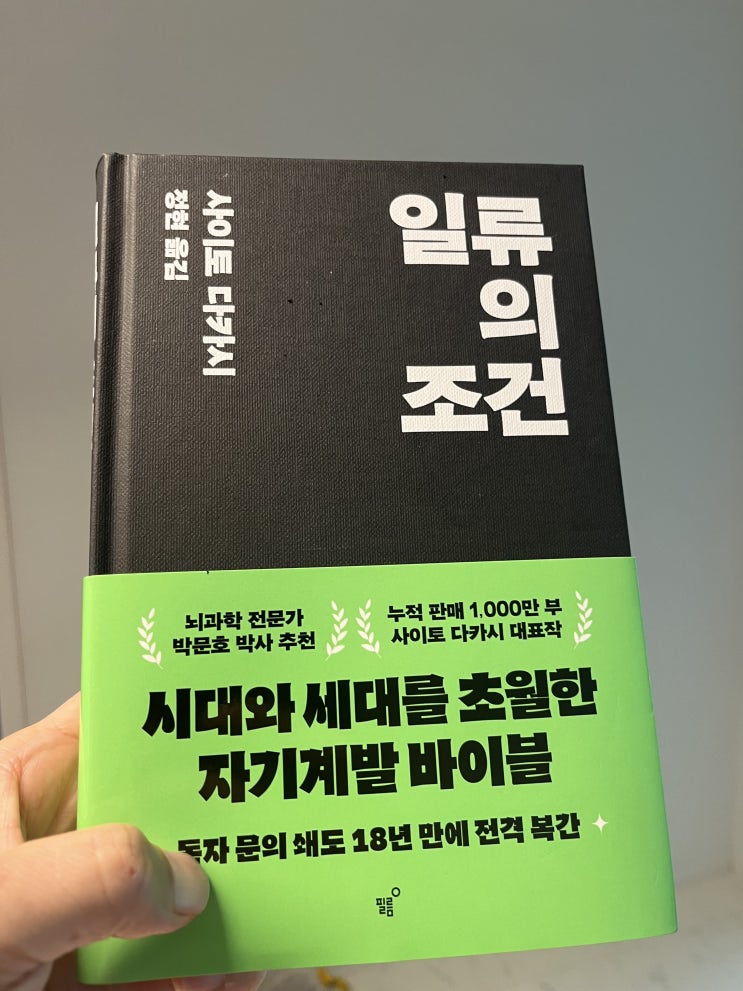 일류
의
조건
사이토 다카시
정현 옮김
뇌과학 전문가
박문호 박사 추천
누적 판매 1,000만 부
사이토 다카시 대표작
시대와 세대를 초월한
자기계발 바이블
독자 문의 쇄도 18년 만에 전격 복간
필름